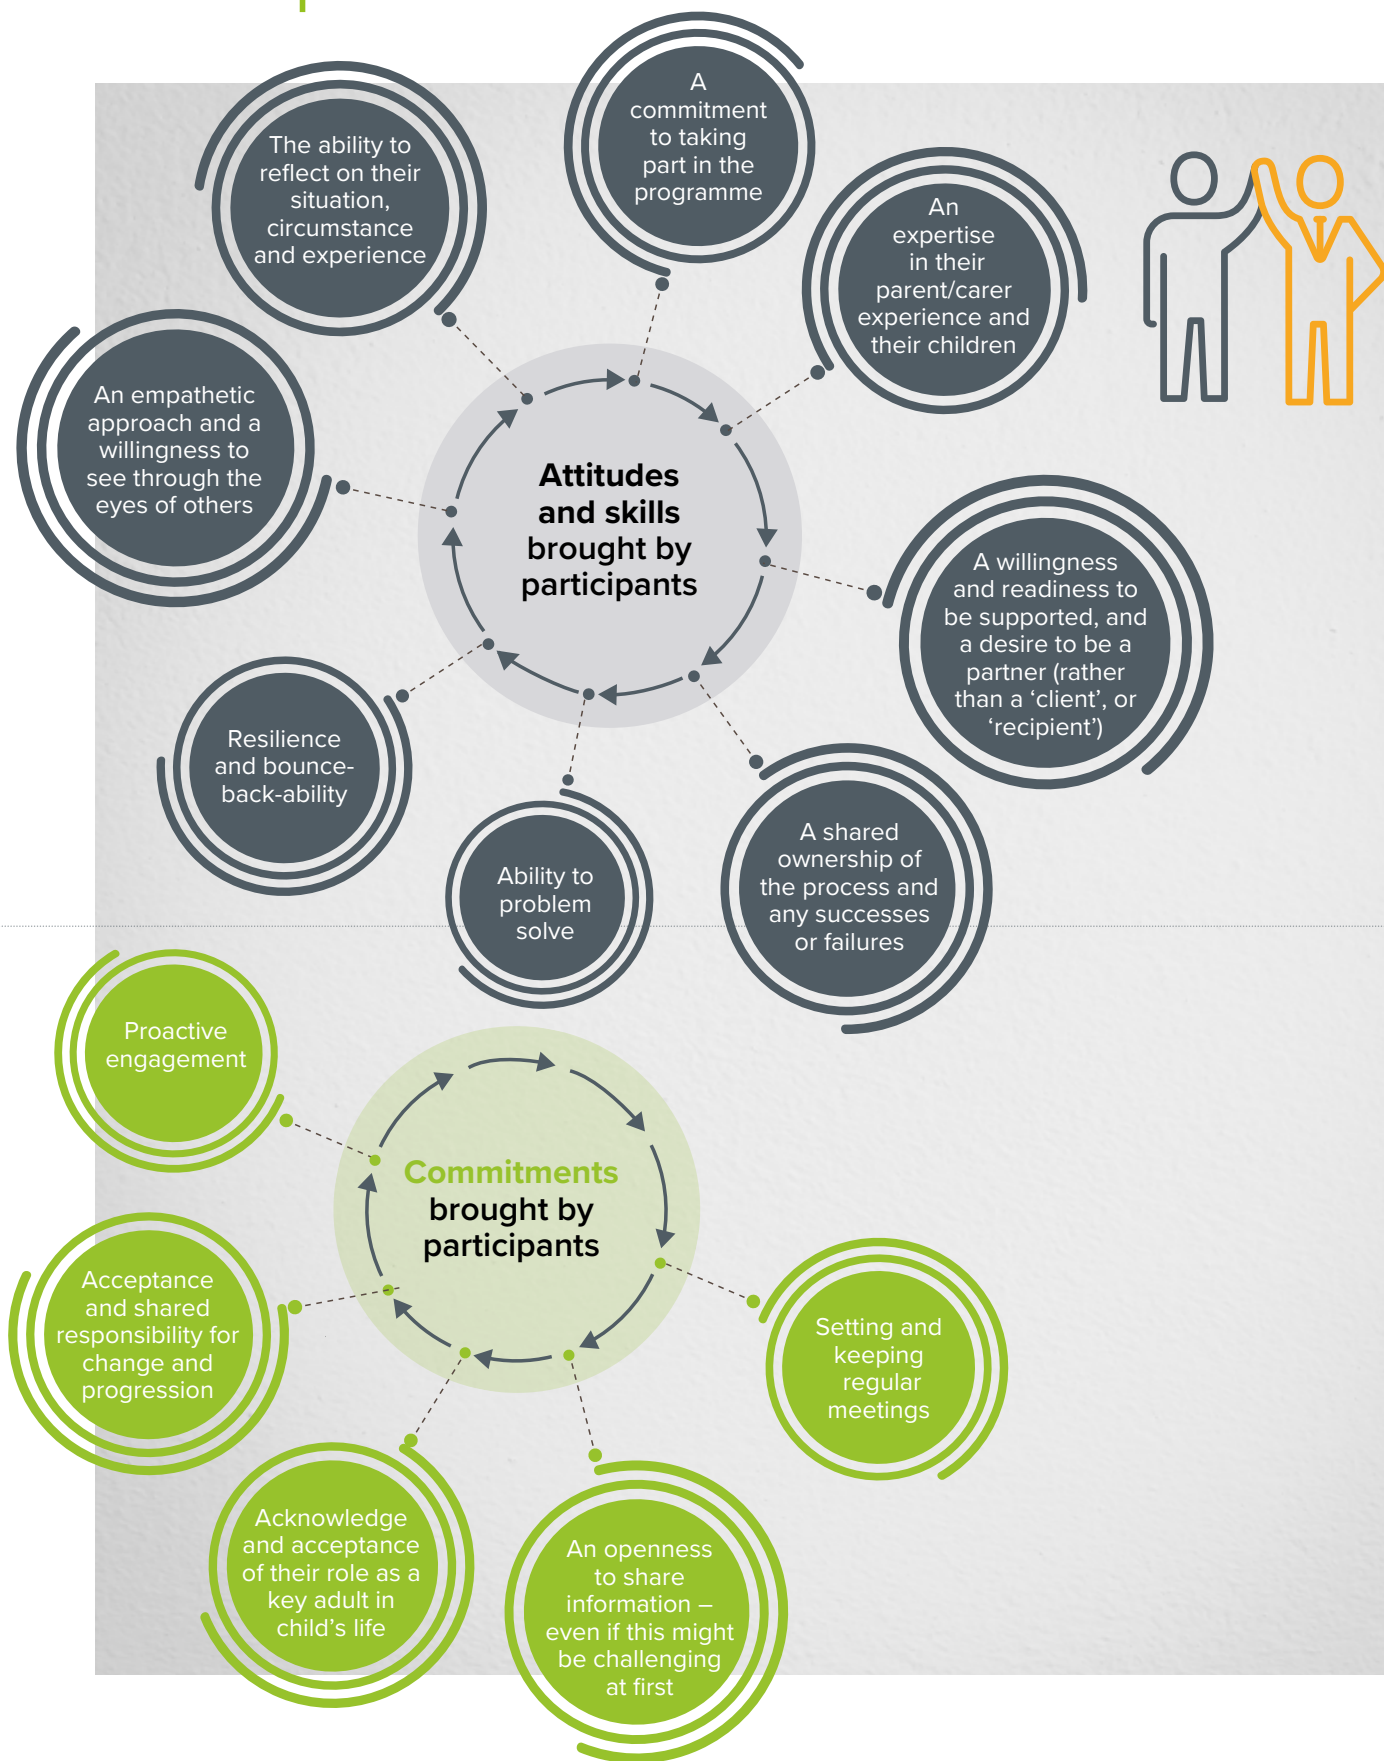 A
commitment
to taking
part in the
programme
The ability to
reflect on their
situation,
circumstance
and experience
An
expertise
in their
parent/carer
experience and
their children
An empathetic
approach and a
willingness to
see through the
eyes of others
Attitudes
and skills
brought by
participants
A willingness
and readiness to
be supported, and
a desire to be a
partner (rather
than a ‘client’, or
‘recipient’)
Resilience
and bounce-
back-ability
A shared
ownership of
the process and
any successes
or failures
Ability to
problem
solve
Proactive
engagement
Commitments
brought by
participants
Acceptance
and shared
responsibility for
change and
progression
Setting and
keeping
regular
meetings
Acknowledge
and acceptance
of their role as a
key adult in
child’s life
An openness
to share
information –
even if this might
be challenging
at first